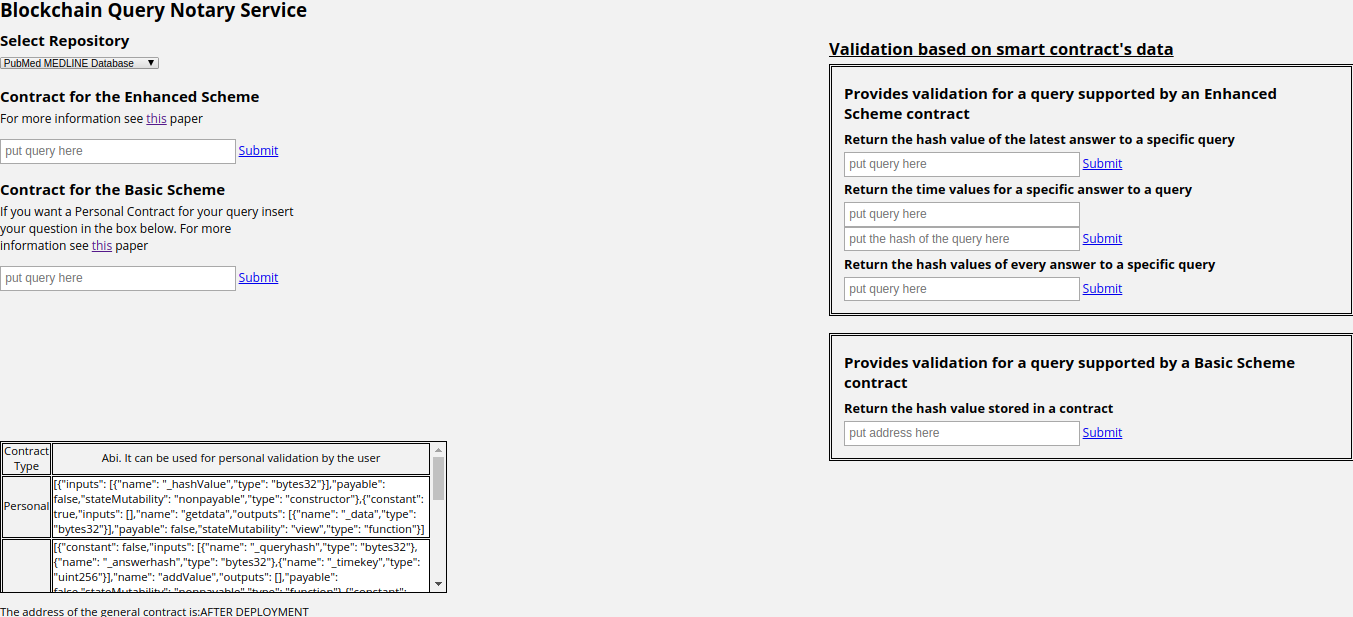 Blockchain Query Notary Service
Select Repository
PubMed MEDLINE Database
Contract for the Enhanced Scheme
For more information see this paper
put query here Submit
Contract for the Basic Scheme
If you want a Personal Contract for your query insert
your question in the box below. For more
information see this paper
put query here Submit
Contract
Type
Abi. It can be used for personal validation by the user
Personal
[{"inputs": [{"name": "_hashValue","type": "bytes32"}],"payable":
false,"stateMutability": "nonpayable","type": "constructor"},{"constant":
true,"inputs": [],"name": "getdata","outputs": [{"name": "_data","type":
"bytes32"}],"payable": false,"stateMutability": "view","type": "function"}]
[{"constant": false,"inputs": [{"name": "_queryhash","type": "bytes32"},
{"name": "_answerhash","type": "bytes32"},{"name": "_timekey","type":
"uint256"}],"name": "addValue","outputs": [],"payable":
false,"stateMutability": "nonpayable","type": "function"},{"constant":
The address of the general contract is:AFTER DEPLOYMENT
Validation based on smart contract's data
Provides validation for a query supported by an Enhanced
Scheme contract
Return the hash value of the latest answer to a specific query
put query here Submit
Return the time values for a specific answer to a query
put query here
put the hash of the query here Submit
Return the hash values of every answer to a specific query
put query here Submit
Provides validation for a query supported by a Basic Scheme
contract
Return the hash value stored in a contract
put address here Submit